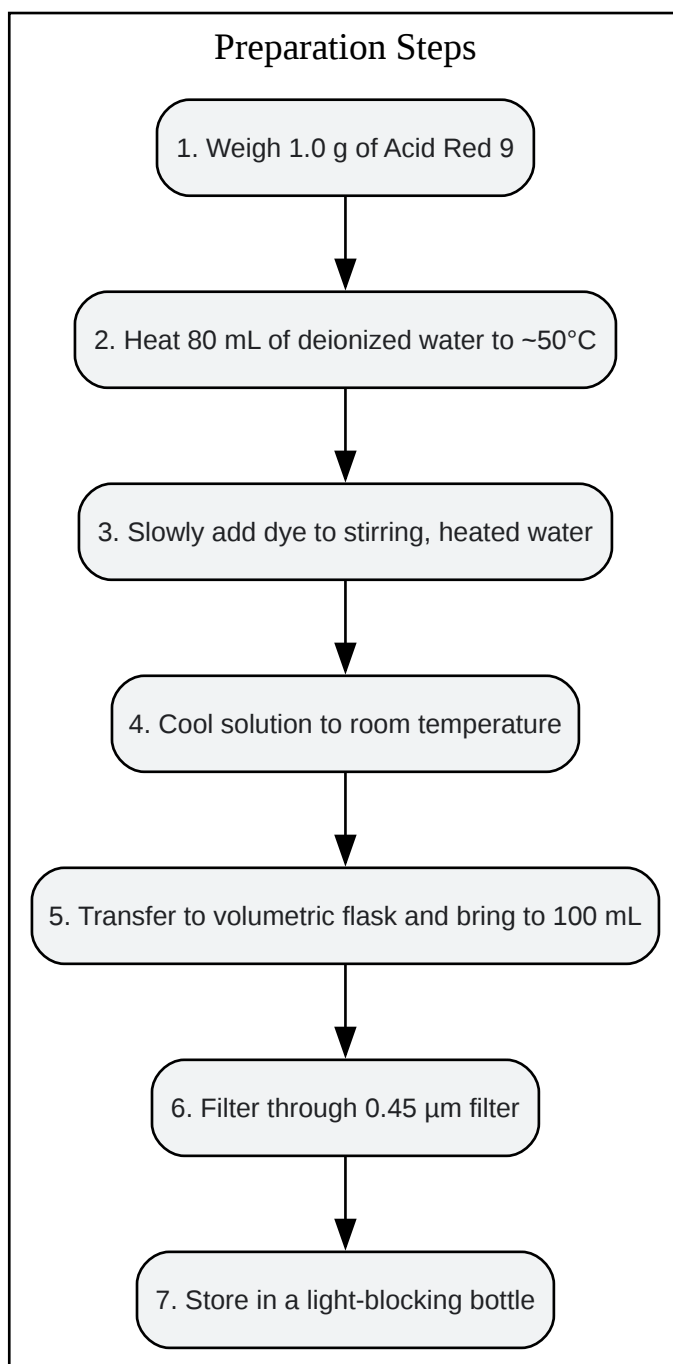 Preparation Steps
1. Weigh 1.0 g of Acid Red 9
2. Heat 80 mL of deionized water to ~50°C
3. Slowly add dye to stirring, heated water
4. Cool solution to room temperature
5. Transfer to volumetric flask and bring to 100 mL
6. Filter through 0.45 µm filter
7. Store in a light-blocking bottle